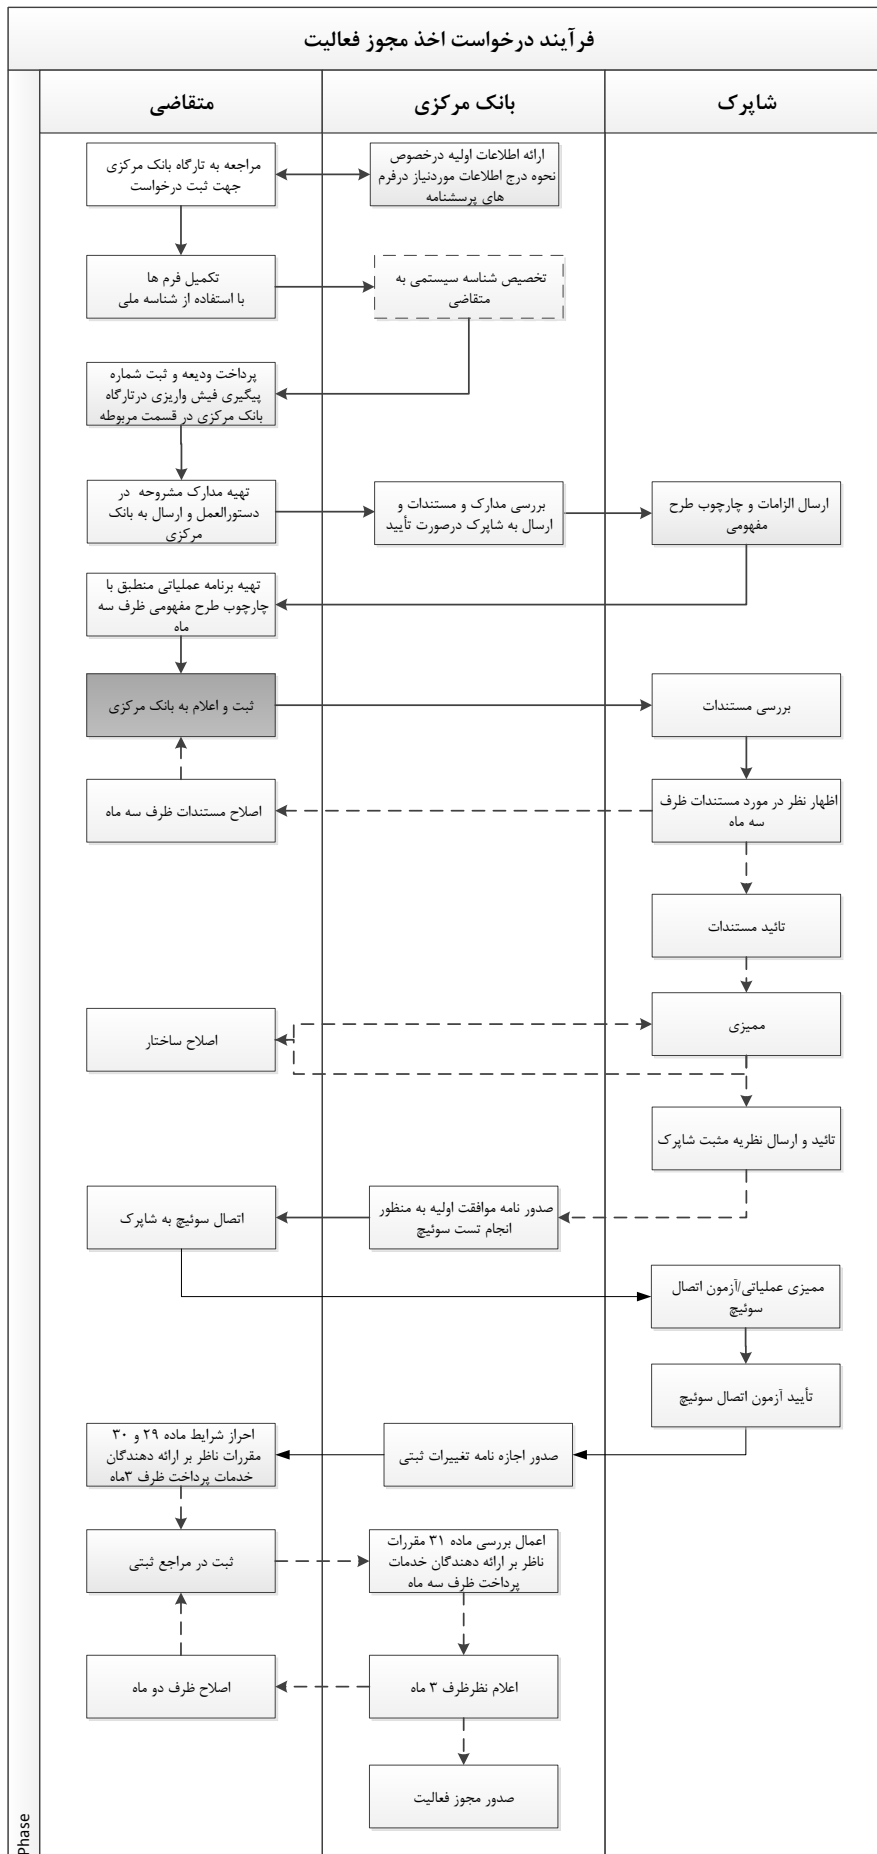 فرآیند درخواست اخذ مجوز فعالیت
شاپرک
بانک مرکزی
متقاضی
ارائه اطلاعات اولیه درخصوص
نحوه درج اطلاعات موردنیاز درفرم
های پرسشنامه
مراجعه به تارگاه بانک مرکزی
جهت ثبت درخواست
تکمیل فرم ها
با استفاده از شناسه ملی
تخصیص شناسه سیستمی به
متقاضی
پرداخت ودیعه و ثبت شماره
پیگیری فیش واریزی درتارگاه
بانک مرکزی در قسمت مربوطه
تهیه مدارک مشروحه در
دستورالعمل و ارسال به بانک
مرکزی
بررسی مدارک و مستندات و
ارسال به شاپرک درصورت تأیید
ارسال الزامات و چارچوب طرح
مفهومی
تهیه برنامه عملیاتی منطبق با
چارچوب طرح مفهومی ظرف سه
ماه
ثبت و اعلام به بانک مرکزی
بررسی مستندات
اظهار نظر در مورد مستندات ظرف
سه ماه
اصلاح مستندات ظرف سه ماه
تائید مستندات
ممیزی
اصلاح ساختار
تائید و ارسال نظریه مثبت شاپرک
صدور نامه موافقت اولیه به منظور
انجام تست سوئیچ
اتصال سوئیچ به شاپرک
ممیزی عملیاتی/آزمون اتصال
سوئیچ
تأیید آزمون اتصال سوئیچ
صدور اجازه نامه تغییرات ثبتی
احراز شرایط ماده ۲۹ و ۳۰
مقررات ناظر بر ارائه دهندگان
خدمات پرداخت ظرف ۳ماه
ثبت در مراجع ثبتی
اعمال بررسی ماده ۳۱ مقررات
ناظر بر ارائه دهندگان خدمات
پرداخت ظرف سه ماه
اعلام نظرظرف ۳ ماه
اصلاح ظرف دو ماه
صدور مجوز فعالیت
Phase